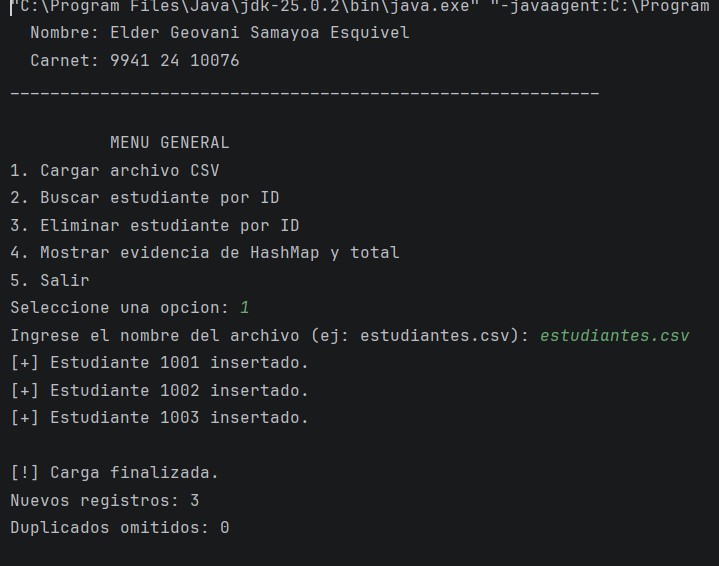 "C:\Program Files\Java\jdk-25.0.2\bin\java.exe" "-javaagent:C:\Program
Nombre: Elder Geovani Samayoa Esquivel
Carnet: 9941 24 10076
___________________________________________________________
MENU GENERAL
1. Cargar archivo CSV
2. Buscar estudiante por ID
3. Eliminar estudiante por ID
4. Mostrar evidencia de HashMap y total
5. Salir
Seleccione una opcion: 1
Ingrese el nombre del archivo (ej: estudiantes.csv): estudiantes.csv
[+] Estudiante 1001 insertado.
[+] Estudiante 1002 insertado.
[+] Estudiante 1003 insertado.
[!] Carga finalizada.
Nuevos registros: 3
Duplicados omitidos: 0